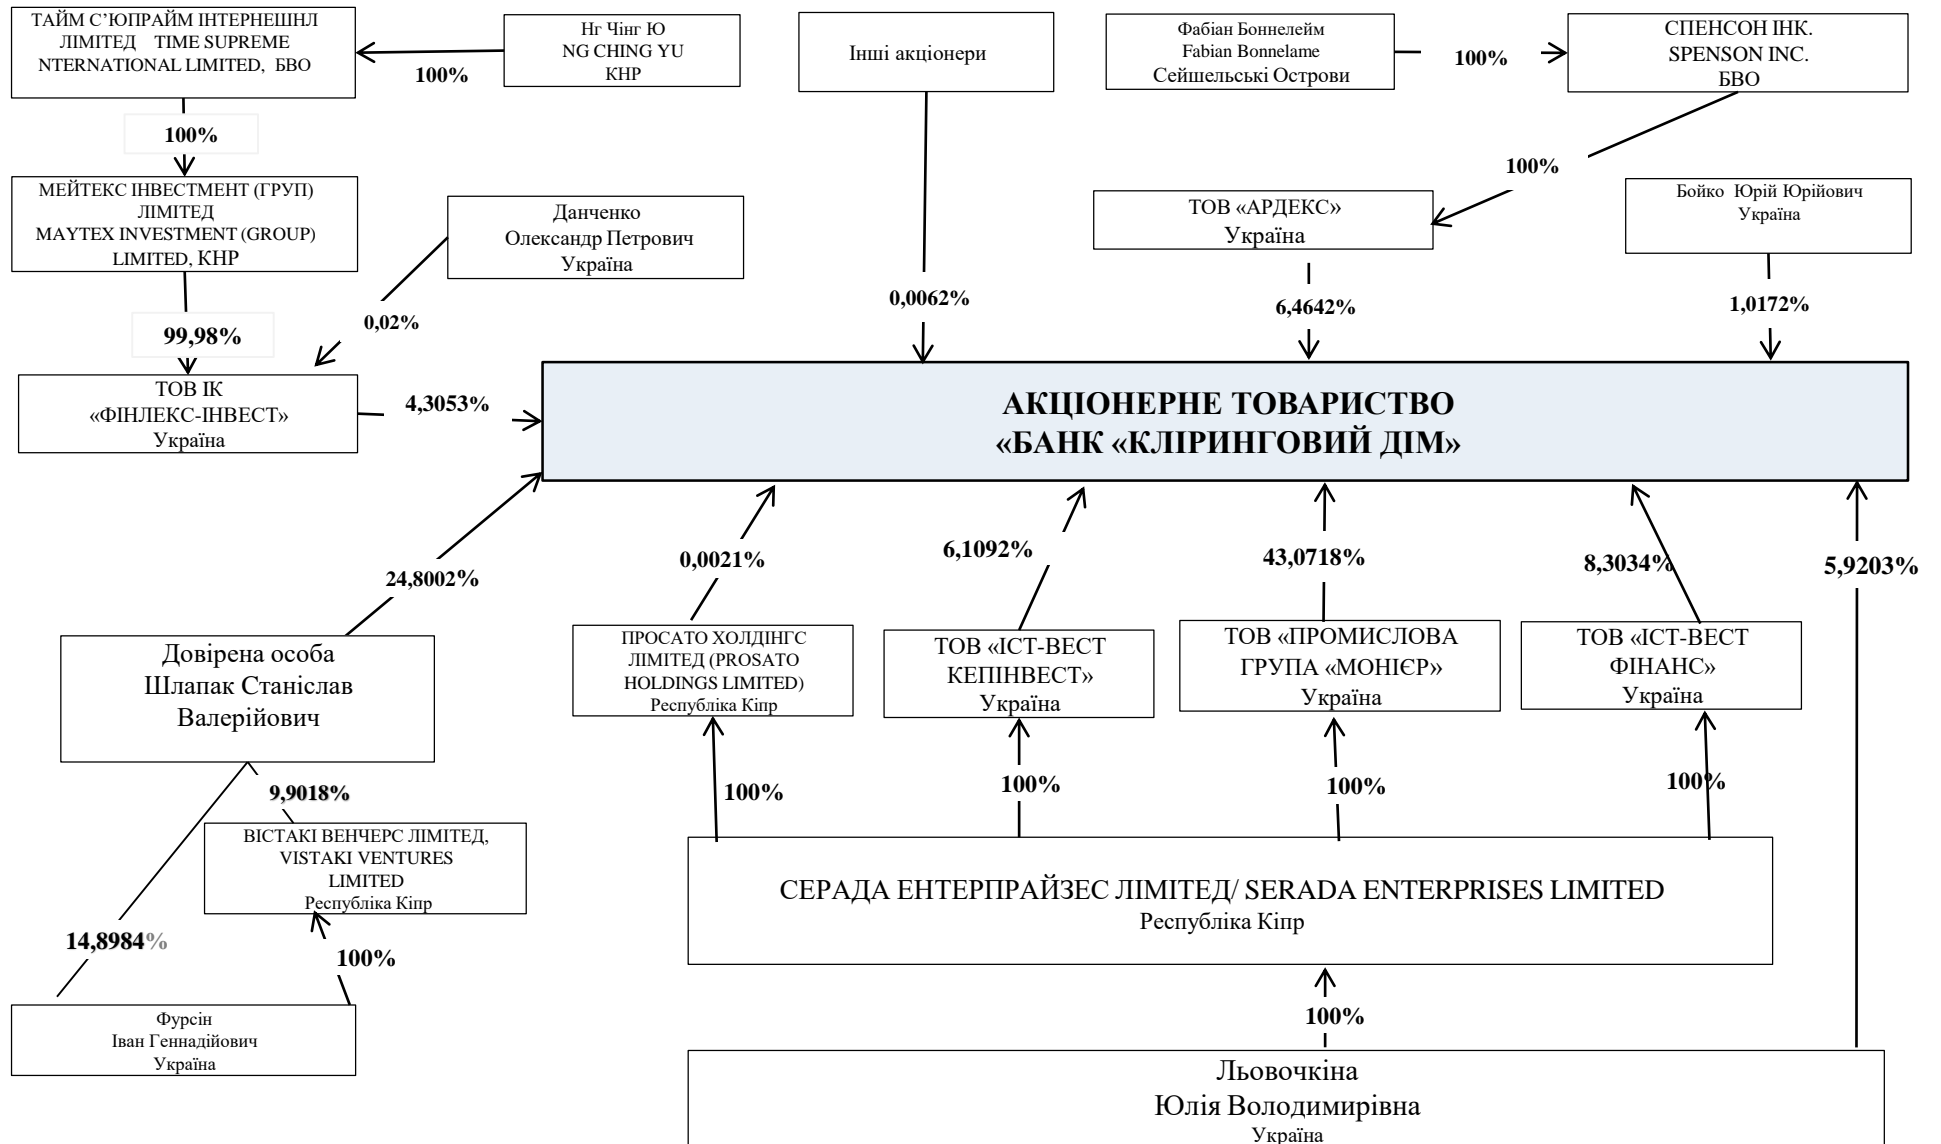 ТАЙМ С’ЮПРАЙМ ІНТЕРНЕШНЛ
ЛІМІТЕД TIME SUPREME
NTERNATIONAL LIMITED, БВО
100%
Нг Чінг Ю
NG CHING YU
КНР
Інші акціонери
Фабіан Боннелейм
Fabian Bonnelame
Сейшельські Острови
100%
СПЕНСОН ІНК.
SPENSON INC.
БВО
100%
100%
МЕЙТЕКС ІНВЕСТМЕНТ (ГРУП)
ЛІМІТЕД
MAYTEX INVESTMENT (GROUP)
LIMITED, КНР
Данченко
Олександр Петрович
Україна
ТОВ «АРДЕКС»
Україна
Бойко Юрій Юрійович
Україна
99,98%
0,02%
0,0062%
6,4642%
1,0172%
ТОВ ІК
«ФІНЛЕКС-ІНВЕСТ»
Україна
4,3053%
АКЦІОНЕРНЕ ТОВАРИСТВО
«БАНК «КЛІРИНГОВИЙ ДІМ»
24,8002%
0,0021%
6,1092%
43,0718%
8,3034%
5,9203%
Довірена особа
Шлапак Станіслав
Валерійович
ПРОСАТО ХОЛДІНГС
ЛІМІТЕД (PROSATO
HOLDINGS LIMITED)
Республіка Кіпр
ТОВ «ІСТ-ВЕСТ
КЕПІНВЕСТ»
Україна
ТОВ «ПРОМИСЛОВА
ГРУПА «МОНІЄР»
Україна
ТОВ «ІСТ-ВЕСТ
ФІНАНС»
Україна
9,9018%
100%
100%
100%
100%
ВІСТАКІ ВЕНЧЕРС ЛІМІТЕД,
VISTAKI VENTURES
LIMITED
Республіка Кіпр
СЕРАДА ЕНТЕРПРАЙЗЕС ЛІМІТЕД/ SERADA ENTERPRISES LIMITED
Республіка Кіпр
14,8984%
100%
100%
Фурсін
Іван Геннадійович
Україна
Льовочкіна
Юлія Володимирівна
Україна